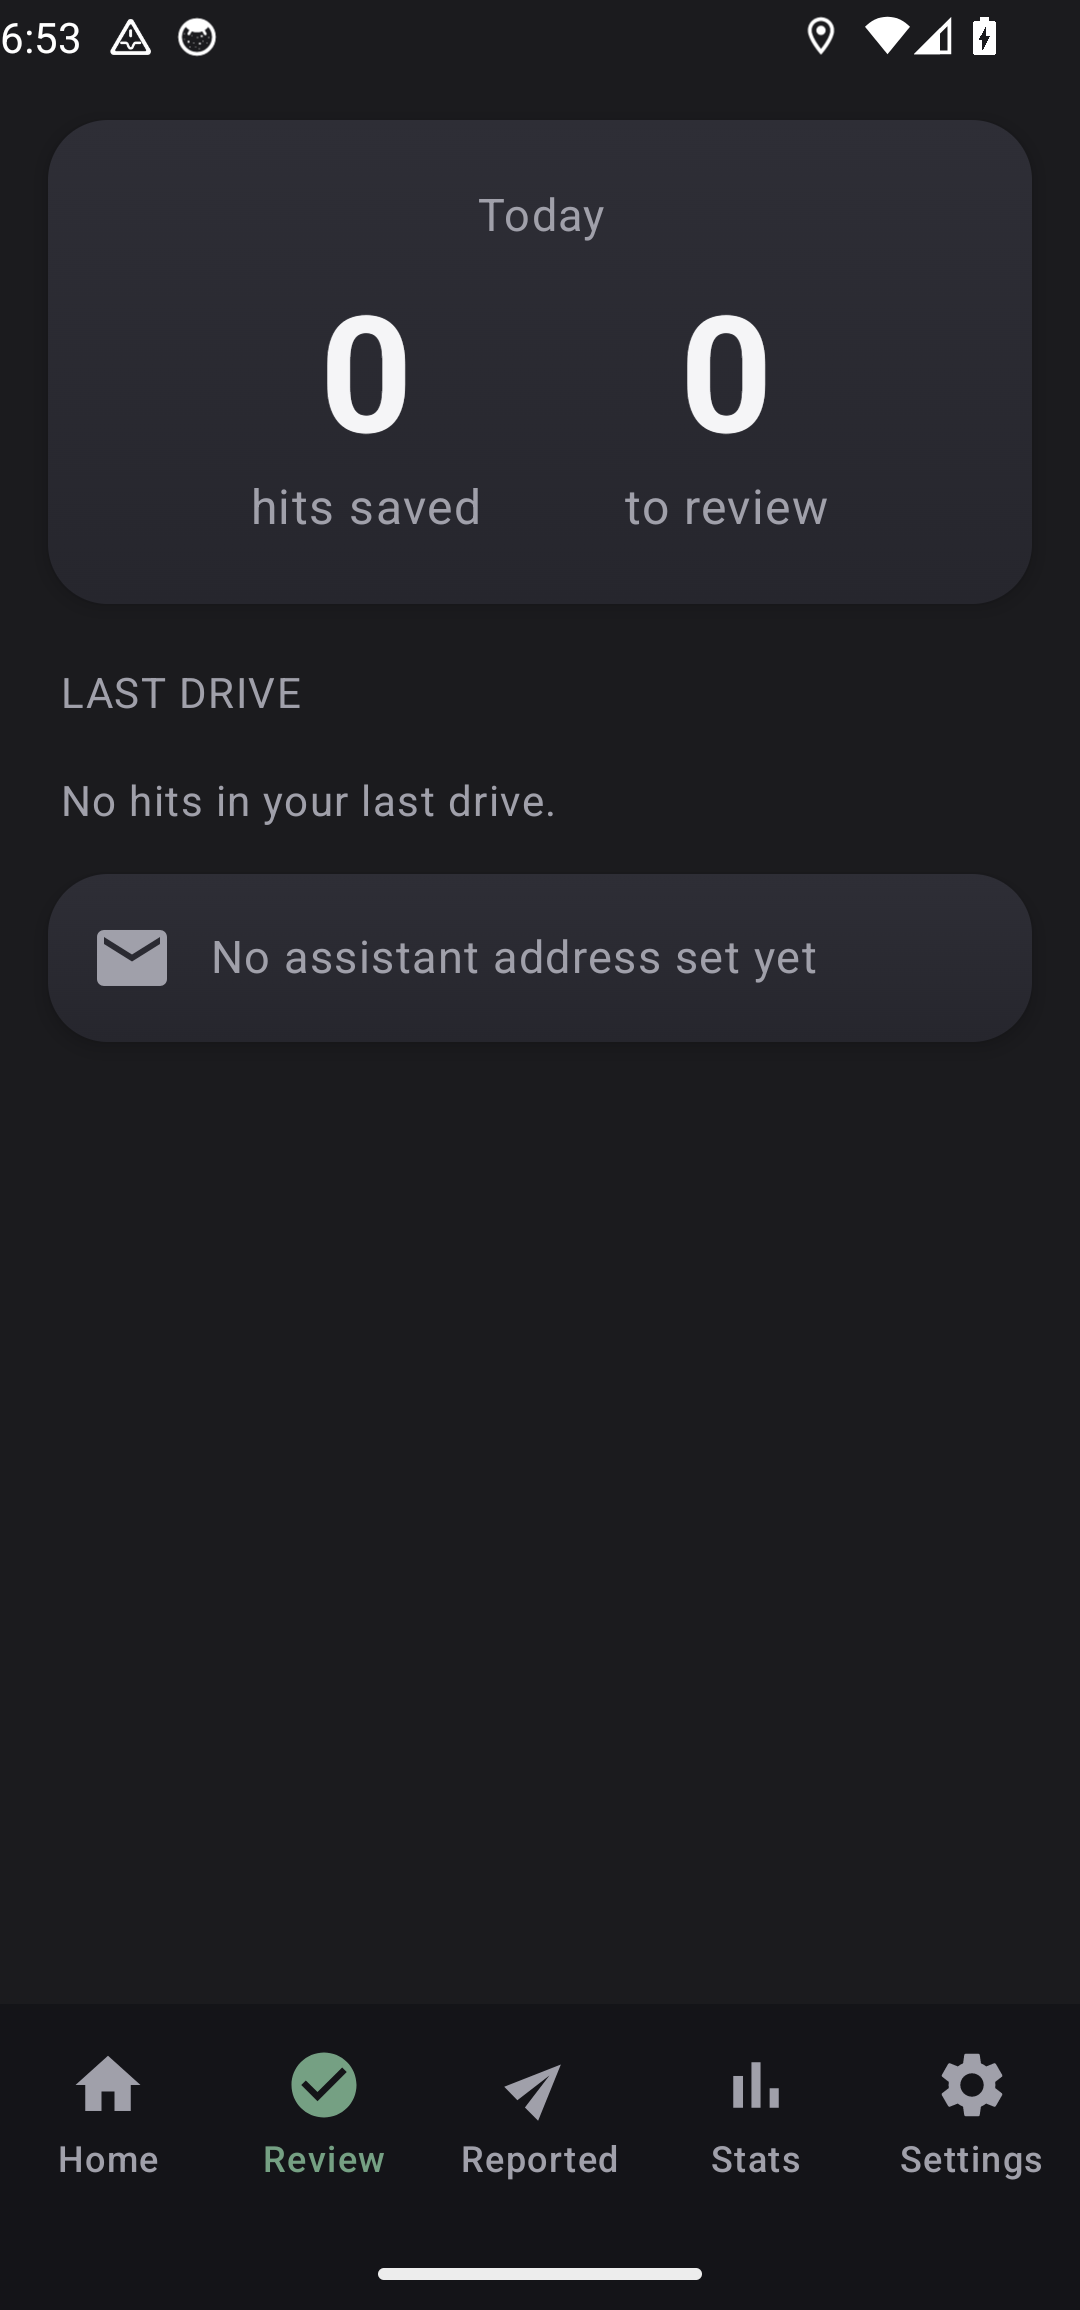 6:53
Today
0 0
hits saved to review
LAST DRIVE
No hits in your last drive.
No assistant address set yet
Home Review Reported Stats Settings